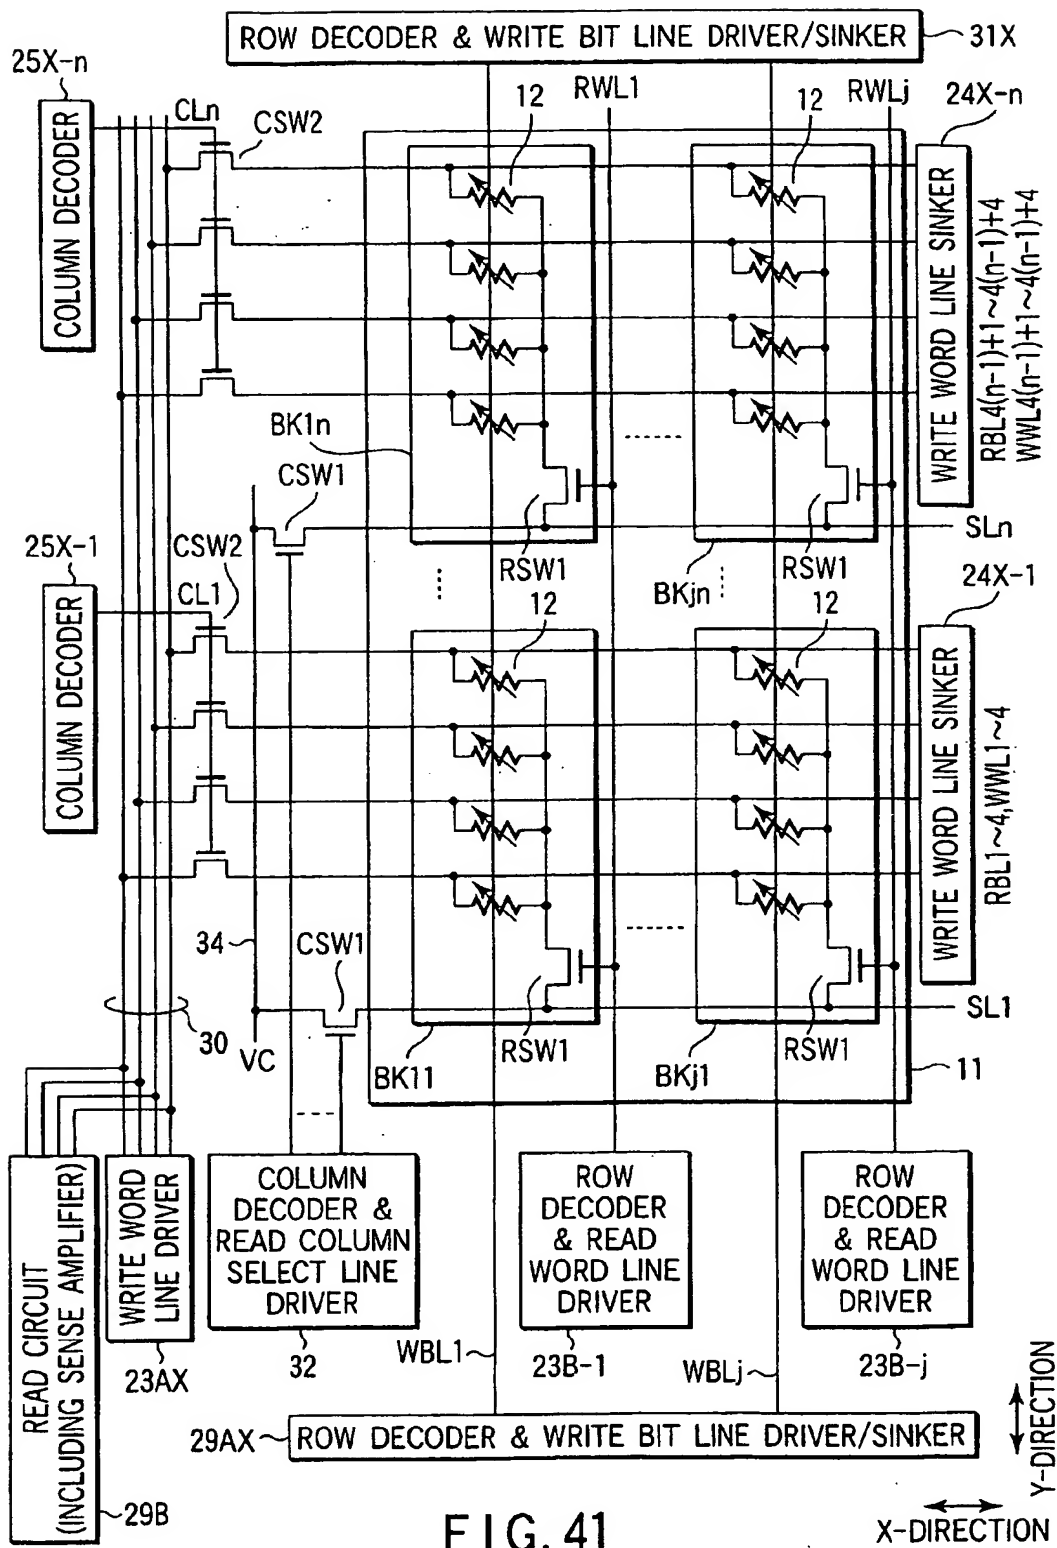 ROW DECODER & WRITE BIT LINE DRIVER/SINKER
31X
25X-n
CLn
CSW2
12
RWL1
12
RWLj
24X-n
COLUMN DECODER
WRITE WORD LINE SINKER
RBL4(n-1)+1~4(n-1)+4
WWL4(n-1)+1~4(n-1)+4
BK1n
CSW1
RSW1
RSW1
SLn
BKjn
25X-1
CSW2
CL1
12
12
24X-1
COLUMN DECODER
WRITE WORD LINE SINKER
RBL1~4,WWL1~4
34
CSW1
30
VC
RSW1
RSW1
SL1
BK11
BKj1
11
READ CIRCUIT
(INCLUDING SENSE AMPLIFIER)
29B
WRITE WORD
LINE DRIVER
23AX
COLUMN
DECODER &
READ COLUMN
SELECT LINE
DRIVER
32
ROW
DECODER
& READ
WORD LINE
DRIVER
23B-1
ROW
DECODER
& READ
WORD LINE
DRIVER
23B-j
WBL1
WBLj
29AX
ROW DECODER & WRITE BIT LINE DRIVER/SINKER
Y-DIRECTION
X-DIRECTION
FIG. 41